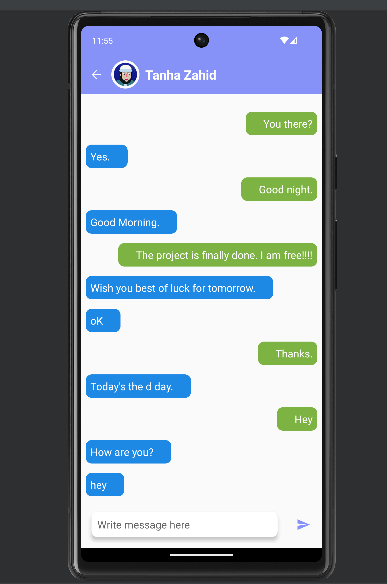 11:55
Tanha Zahid
You there?
Yes.
Good night.
Good Morning.
The project is finally done. I am free!!!!
Wish you best of luck for tomorrow.
oK
Thanks.
Today's the d day.
Hey
How are you?
hey
Write message here